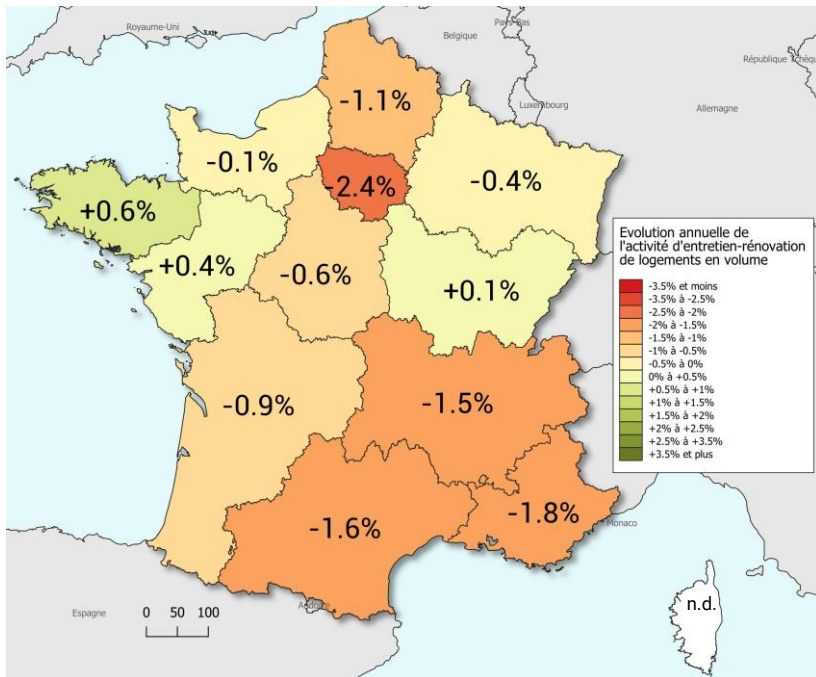 Royaume-Uni
Pays-Bas
Belgique
République Tchèqu
Luxembourg
Allemagne
-1.1%
-0.1%
-2.4%
-0.4%
+0.6%
+0.4%
-0.6%
+0.1%
-0.9%
-1.5%
-1.6%
-1.8%
Monaco
Andorre
Espagne
0 50 100
n.d.
Evolution annuelle de
l'activité d'entretien-rénovation
de logements en volume
-3.5% et moins
-3.5% à -2.5%
-2.5% à -2%
-2% à -1.5%
-1.5% à -1%
-1% à -0.5%
-0.5% à 0%
0% à +0.5%
+0.5% à +1%
+1% à +1.5%
+1.5% à +2%
+2% à +2.5%
+2.5% à +3.5%
+3.5% et plus